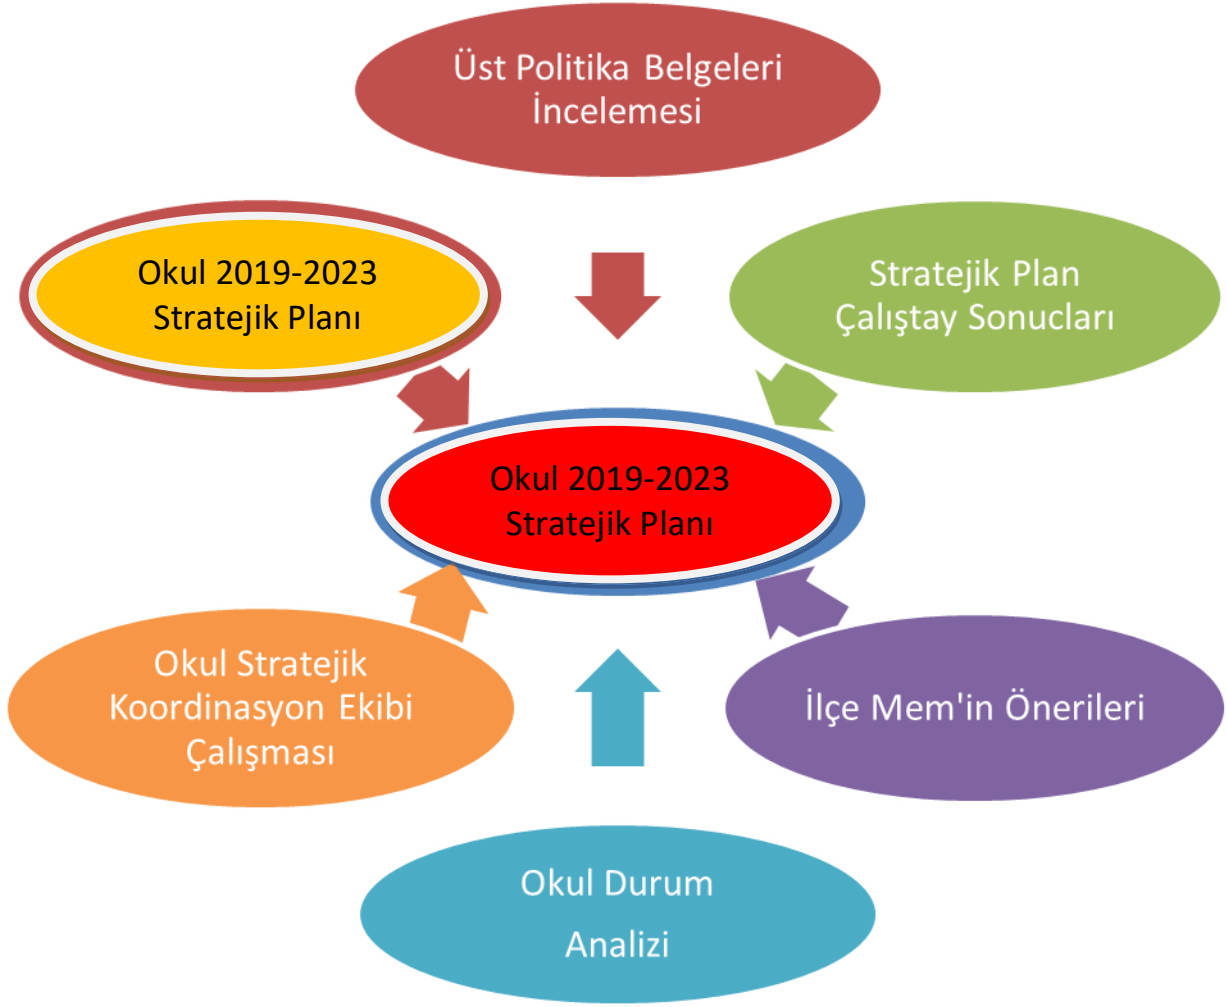 Üst Politika Belgeleri
İncelemesi
Okul 2019-2023
Stratejik Planı
Stratejik Plan
Çalıştay Sonuçları
Okul 2019-2023
Stratejik Planı
Okul Stratejik
Koordinasyon Ekibi
Çalışması
İlçe Mem'in Önerileri
Okul Durum
Analizi